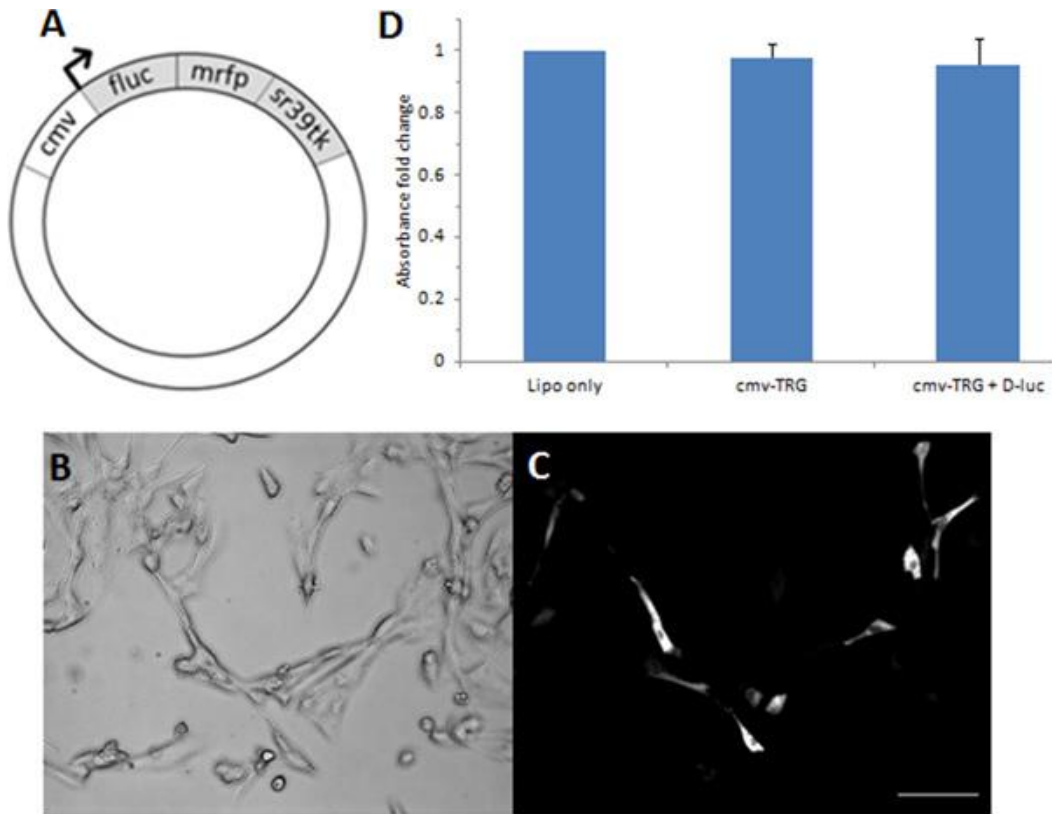 A
cmv
fluc
mrfp
sr39tk
D
Absorbance fold change
1
0.8
0.6
0.4
0.2
0
Lipo only
cmv-TRG
cmv-TRG + D-luc
B
C